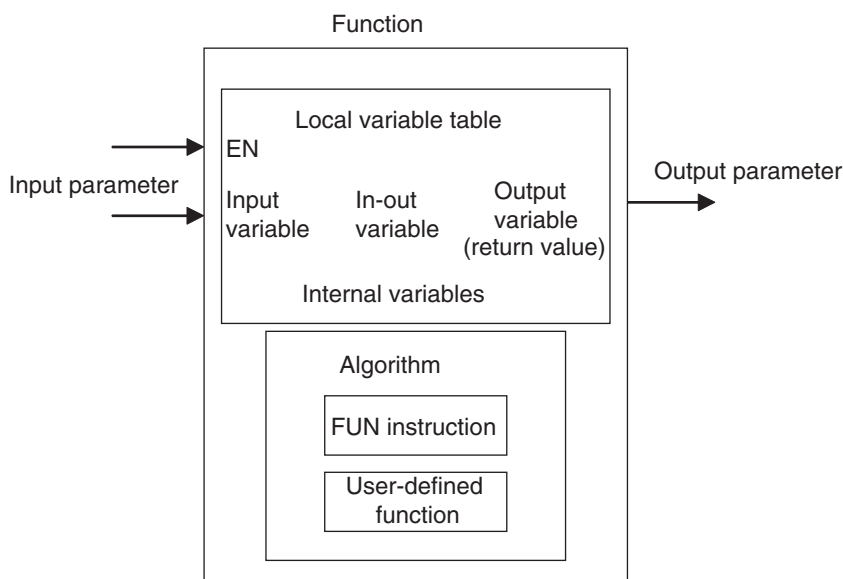 Function
Local variable table
EN
Input parameter
Output parameter
Input
variable
In-out
variable
Output
variable
(return value)
Internal variables
Algorithm
FUN instruction
User-defined
function